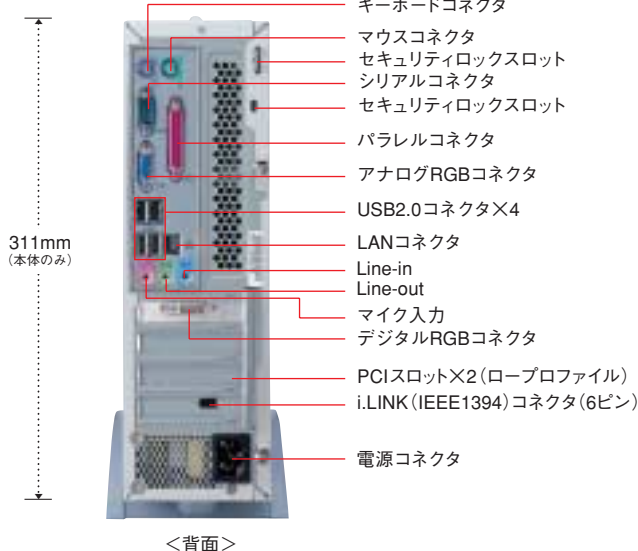 キーボードコネクタ
マウスコネクタ
セキュリティロックスロット
シリアルコネクタ
セキュリティロックスロット
パラレルコネクタ
アナログRGBコネクタ
USB2.0コネクタ×4
LANコネクタ
Line-in
Line-out
マイク入力
デジタルRGBコネクタ
PCIスロット×2(ロープロファイル)
i.LINK(IEEE1394)コネクタ(6ピン)
電源コネクタ
311mm
(本体のみ)
<背面>